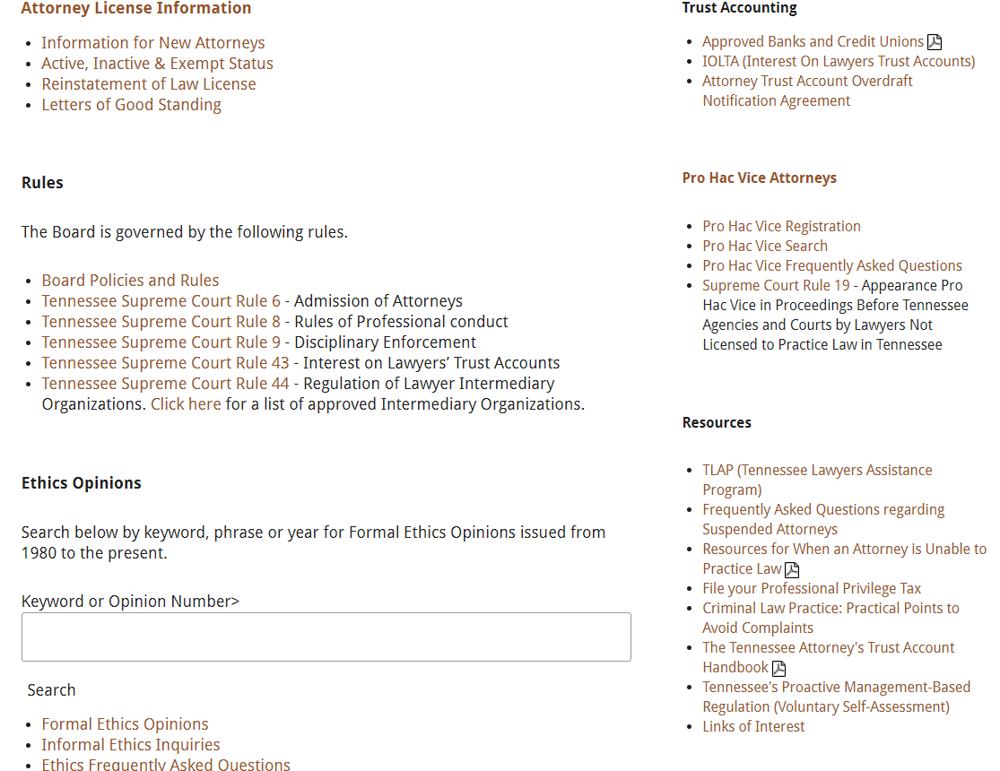 Attorney License Information
Information for New Attorneys
Active, Inactive & Exempt Status
Reinstatement of Law License
Letters of Good Standing
Rules
The Board is governed by the following rules.
Board Policies and Rules
Tennessee Supreme Court Rule 6 - Admission of Attorneys
Tennessee Supreme Court Rule 8 - Rules of Professional conduct
Tennessee Supreme Court Rule 9 - Disciplinary Enforcement
Tennessee Supreme Court Rule 43 - Interest on Lawyers’ Trust Accounts
Tennessee Supreme Court Rule 44 - Regulation of Lawyer Intermediary
Organizations. Click here for a list of approved Intermediary Organizations.
Ethics Opinions
Search below by keyword, phrase or year for Formal Ethics Opinions issued from
1980 to the present.
Keyword or Opinion Number>
Search
Formal Ethics Opinions
Informal Ethics Inquiries
Ethics Frequently Asked Questions
Trust Accounting
Approved Banks and Credit Unions
IOLTA (Interest On Lawyers Trust Accounts)
Attorney Trust Account Overdraft
Notification Agreement
Pro Hac Vice Attorneys
Pro Hac Vice Registration
Pro Hac Vice Search
Pro Hac Vice Frequently Asked Questions
Supreme Court Rule 19 - Appearance Pro
Hac Vice in Proceedings Before Tennessee
Agencies and Courts by Lawyers Not
Licensed to Practice Law in Tennessee
Resources
TLAP (Tennessee Lawyers Assistance
Program)
Frequently Asked Questions regarding
Suspended Attorneys
Resources for When an Attorney is Unable to
Practice Law
File your Professional Privilege Tax
Criminal Law Practice: Practical Points to
Avoid Complaints
The Tennessee Attorney's Trust Account
Handbook
Tennessee's Proactive Management-Based
Regulation (Voluntary Self-Assessment)
Links of Interest